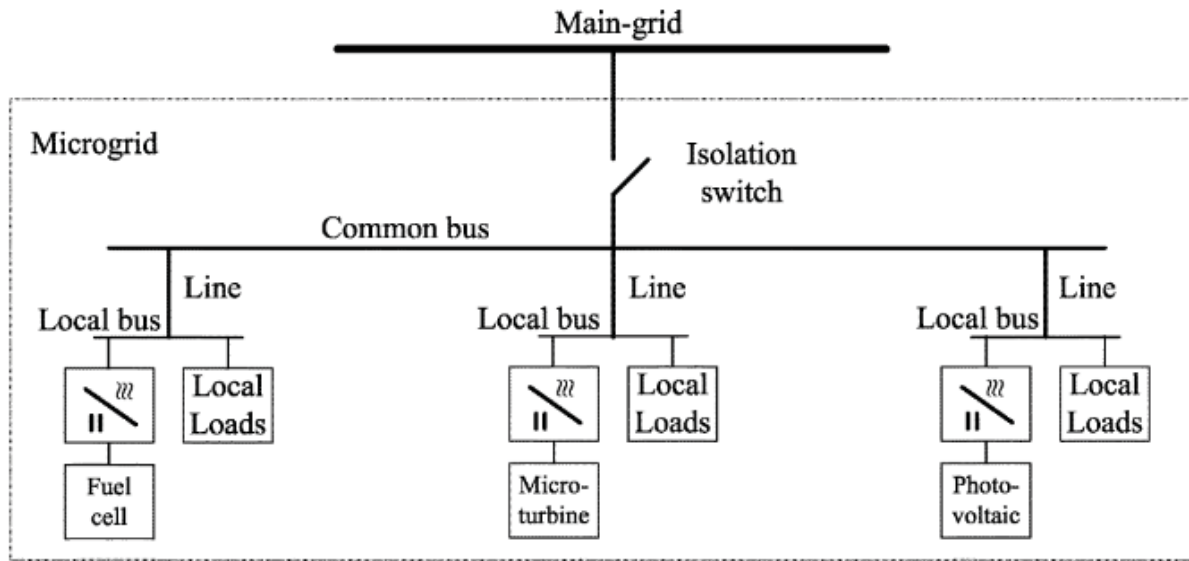 Main-grid
Microgrid
Isolation
switch
Common bus
Line
Line
Line
Local bus
Local bus
Local bus
Local
Loads
Local
Loads
Local
Loads
Fuel
cell
Micro-
turbine
Photo-
voltaic